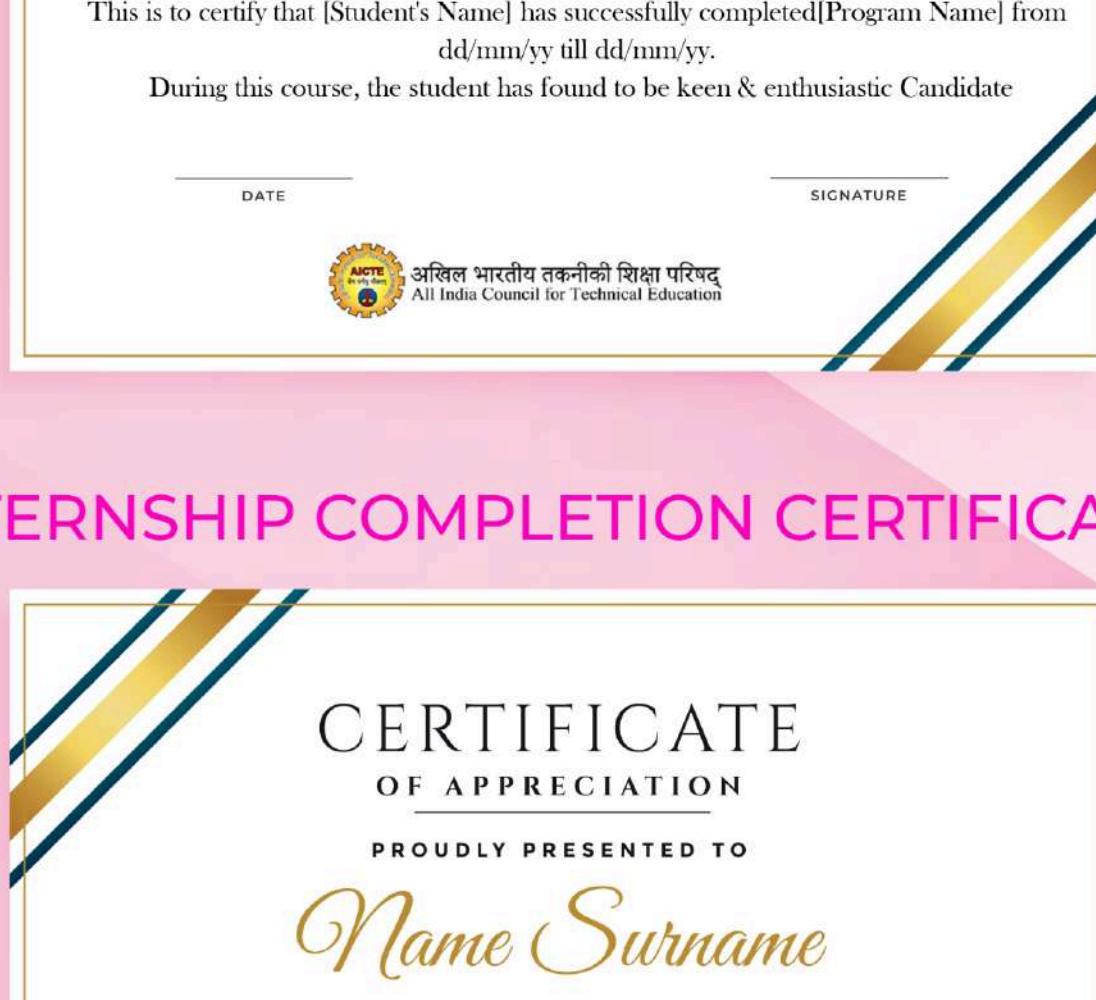 This is to certify that [Student's Name] has successfully completed[Program Name] from
dd/mm/yy till dd/mm/yy.
During this course, the student has found to be keen & enthusiastic Candidate
DATE
SIGNATURE
AICTE
अखिल भारतीय तकनीकी शिक्षा परिषद्
All India Council for Technical Education
TERNSHIP COMPLETION CERTIFICA
CERTIFICATE
OF APPRECIATION
PROUDLY PRESENTED TO
Name Surname